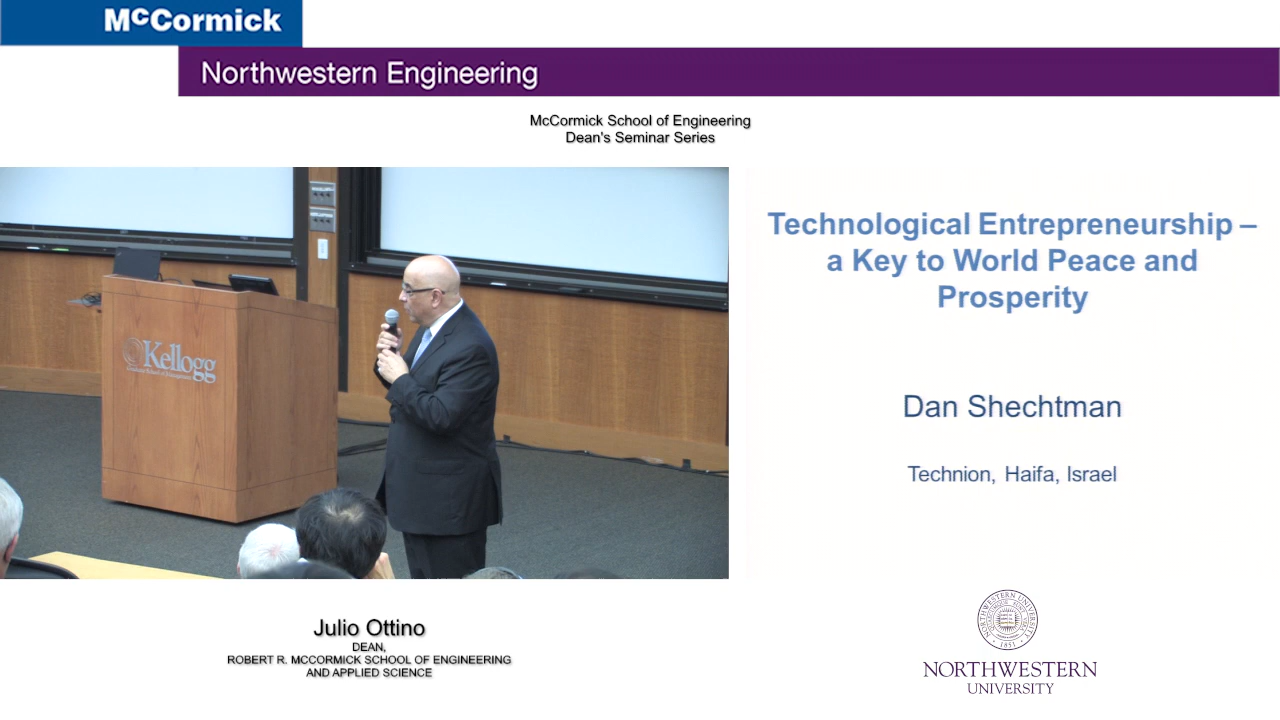 McCormick
Northwestern Engineering
McCormick School of Engineering
Dean's Seminar Series
Kellogg
Technological Entrepreneurship –
a Key to World Peace and
Prosperity
Dan Shechtman
Technion, Haifa, Israel
Julio Ottino
DEAN,
ROBERT R. MCCORMICK SCHOOL OF ENGINEERING
AND APPLIED SCIENCE
1851
NORTHWESTERN
UNIVERSITY